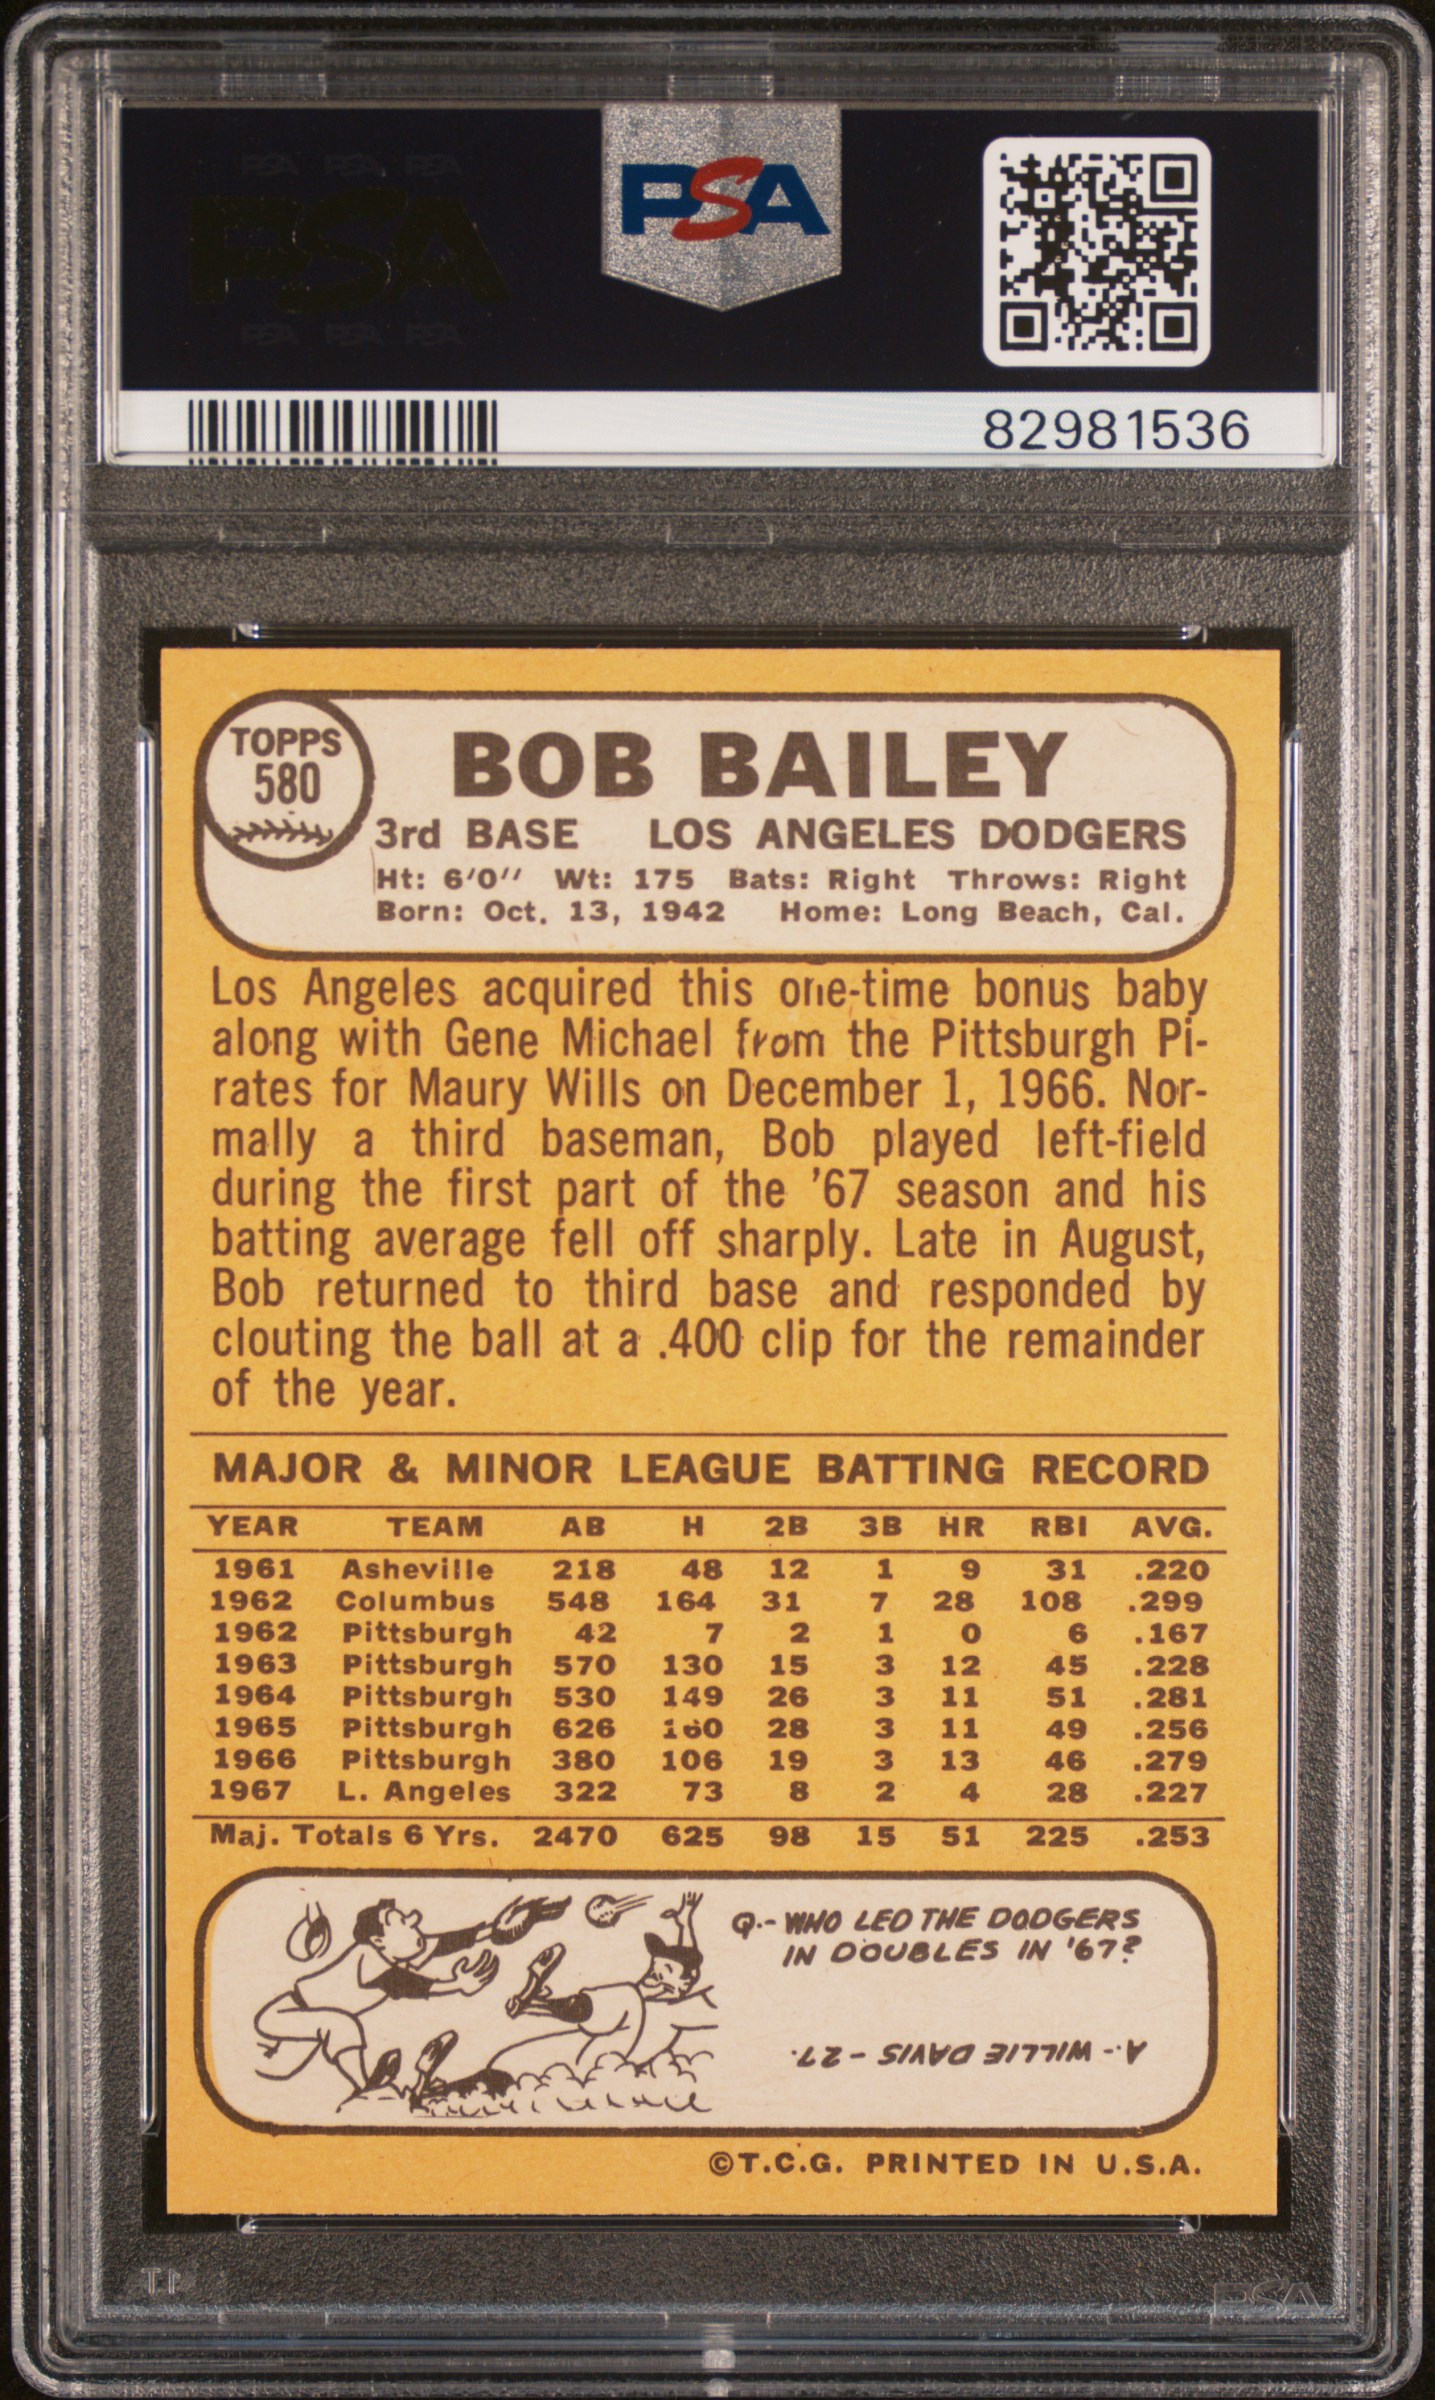 PSA PSA PSA
PSA
PSA PSA PSA
PSA
82981536
TOPPS
580
BOB BAILEY
3rd BASE LOS ANGELES DODGERS
Ht: 6'0" Wt: 175 Bats: Right Throws: Right
Born: Oct. 13, 1942 Home: Long Beach, Cal.
Los Angeles acquired this one-time bonus baby
along with Gene Michael from the Pittsburgh Pi-
rates for Maury Wills on December 1, 1966. Nor-
mally a third baseman, Bob played left-field
during the first part of the '67 season and his
batting average fell off sharply. Late in August,
Bob returned to third base and responded by
clouting the ball at a .400 clip for the remainder
of the year.
MAJOR & MINOR LEAGUE BATTING RECORD
YEAR TEAM AB H 2B 3B HR RBI AVG.
1961 Asheville 218 48 12 1 9 31 .220
1962 Columbus 548 164 31 7 28 108 .299
1962 Pittsburgh 42 7 2 1 0 6 .167
1963 Pittsburgh 570 130 15 3 12 45 .228
1964 Pittsburgh 530 149 26 3 11 51 .281
1965 Pittsburgh 626 160 28 3 11 49 .256
1966 Pittsburgh 380 106 19 3 13 46 .279
1967 L. Angeles 322 73 8 2 4 28 .227
Maj. Totals 6 Yrs. 2470 625 98 15 51 225 .253
Q.- WHO LED THE DODGERS
IN DOUBLES IN '67?
A.- WILLIE DAVIS - 27.
©T.C.G. PRINTED IN U.S.A.
PSA